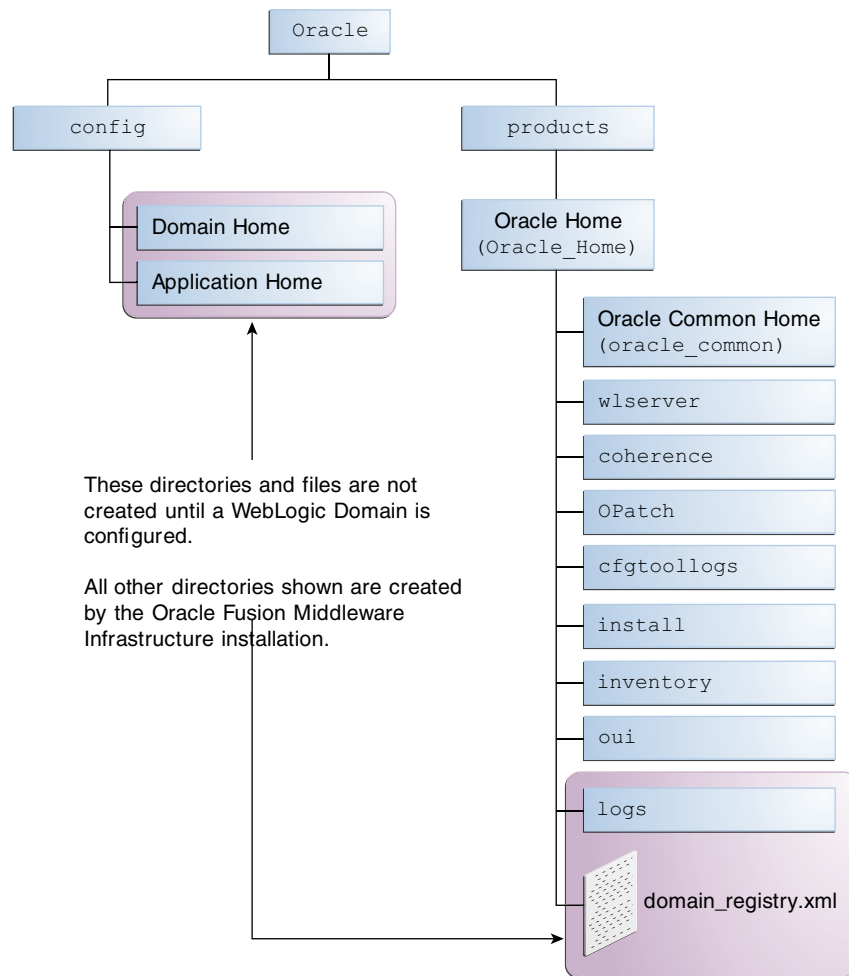 Oracle
config
products
Domain Home
Application Home
Oracle Home
(Oracle_Home)
Oracle Common Home
(oracle_common)
wlserver
coherence
OPatch
cfgtoollogs
install
inventory
oui
logs
domain_registry.xml
These directories and files are not
created until a WebLogic Domain is
configured.
All other directories shown are created
by the Oracle Fusion Middleware
Infrastructure installation.